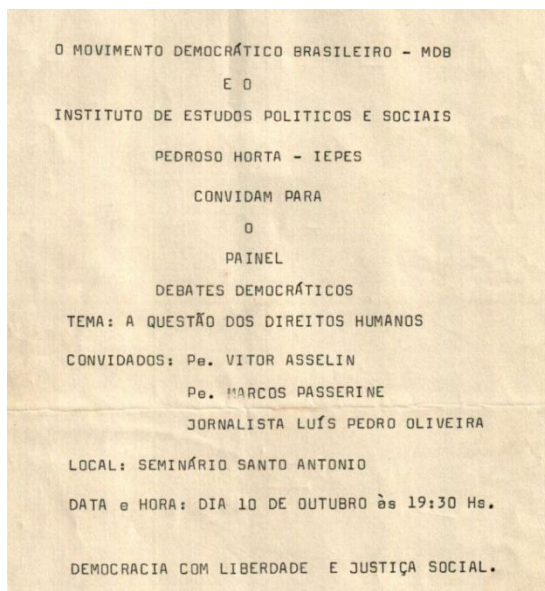 O MOVIMENTO DEMOCRÁTICO BRASILEIRO - MDB
E O
INSTITUTO DE ESTUDOS POLITICOS E SOCIAIS
PEDROSO HORTA - IEPES
CONVIDAM PARA
O
PAINEL
DEBATES DEMOCRÁTICOS
TEMA: A QUESTÃO DOS DIREITOS HUMANOS
CONVIDADOS: Pe. VITOR ASSELIN
Pe. MARCOS PASSERINE
JORNALISTA LUÍS PEDRO OLIVEIRA
LOCAL: SEMINÁRIO SANTO ANTONIO
DATA e HORA: DIA 10 DE OUTUBRO às 19:30 Hs.
DEMOCRACIA COM LIBERDADE E JUSTIÇA SOCIAL.